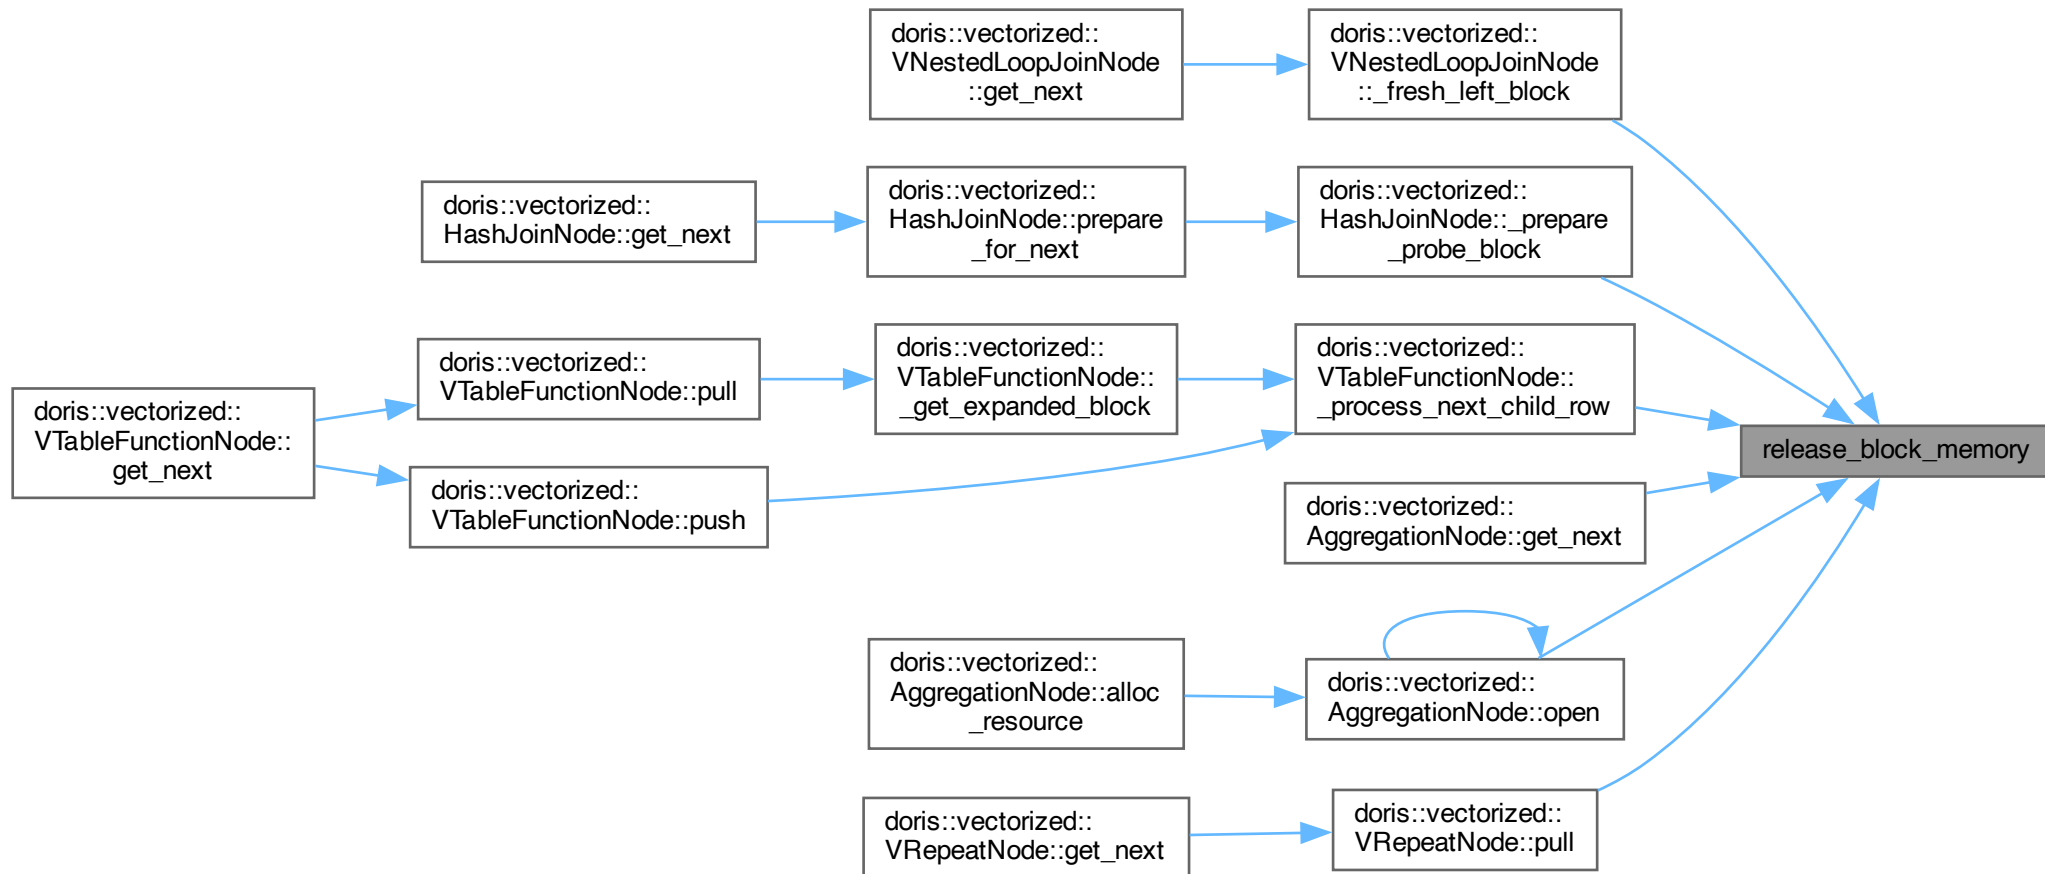 doris::vectorized::
VNestedLoopJoinNode
::get_next
doris::vectorized::
VNestedLoopJoinNode
::_fresh_left_block
doris::vectorized::
HashJoinNode::get_next
doris::vectorized::
HashJoinNode::prepare
_for_next
doris::vectorized::
HashJoinNode::_prepare
_probe_block
doris::vectorized::
VTableFunctionNode::
get_next
doris::vectorized::
VTableFunctionNode::pull
doris::vectorized::
VTableFunctionNode::
_get_expanded_block
doris::vectorized::
VTableFunctionNode::
_process_next_child_row
release_block_memory
doris::vectorized::
VTableFunctionNode::push
doris::vectorized::
AggregationNode::get_next
doris::vectorized::
AggregationNode::alloc
_resource
doris::vectorized::
AggregationNode::open
doris::vectorized::
VRepeatNode::get_next
doris::vectorized::
VRepeatNode::pull